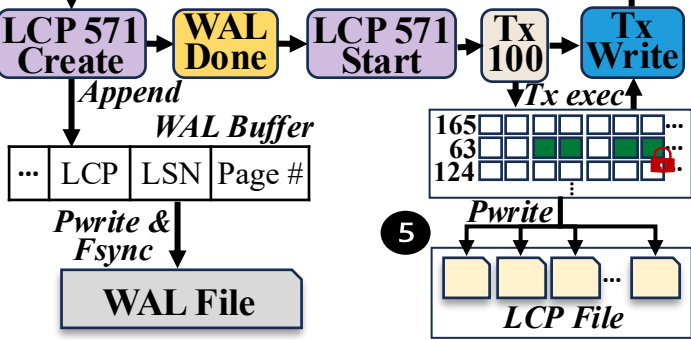 LCP 571
Create
WAL
Done
LCP 571
Start
Tx
100
Tx
Write
Append
Tx exec
WAL Buffer
165
...
63
...
124
...
... LCP LSN Page #
Pwrite &
Fsync
Pwrite
5
WAL File
...
LCP File